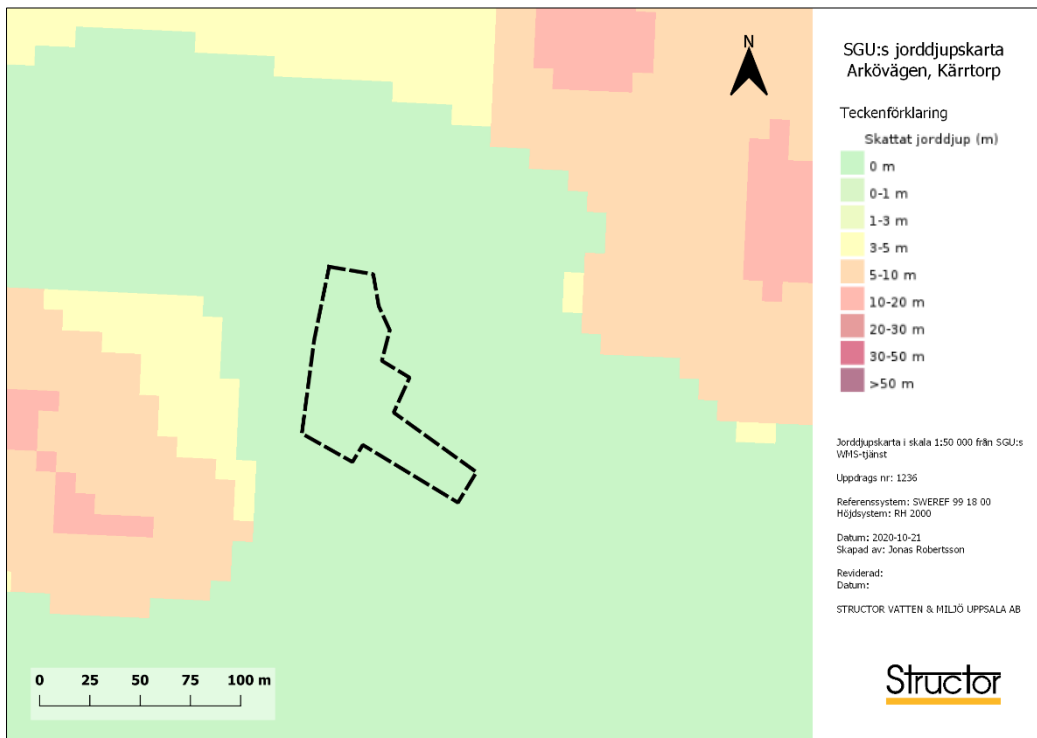 N
SGU:s jorddjupskarta
Arkövägen, Kärrtorp
Teckenförklaring
Skattat jorddjup (m)
0 m
0-1 m
1-3 m
3-5 m
5-10 m
10-20 m
20-30 m
30-50 m
>50 m
Jorddjupskarta i skala 1:50 000 från SGU:s
WMS-tjänst
Uppdrags nr: 1236
Referenssystem: SWEREF 99 18 00
Höjdsystem: RH 2000
Datum: 2020-10-21
Skapad av: Jonas Robertsson
Reviderad:
Datum:
STRUCTOR VATTEN & MILJÖ UPPSALA AB
Structor
0 25 50 75 100 m